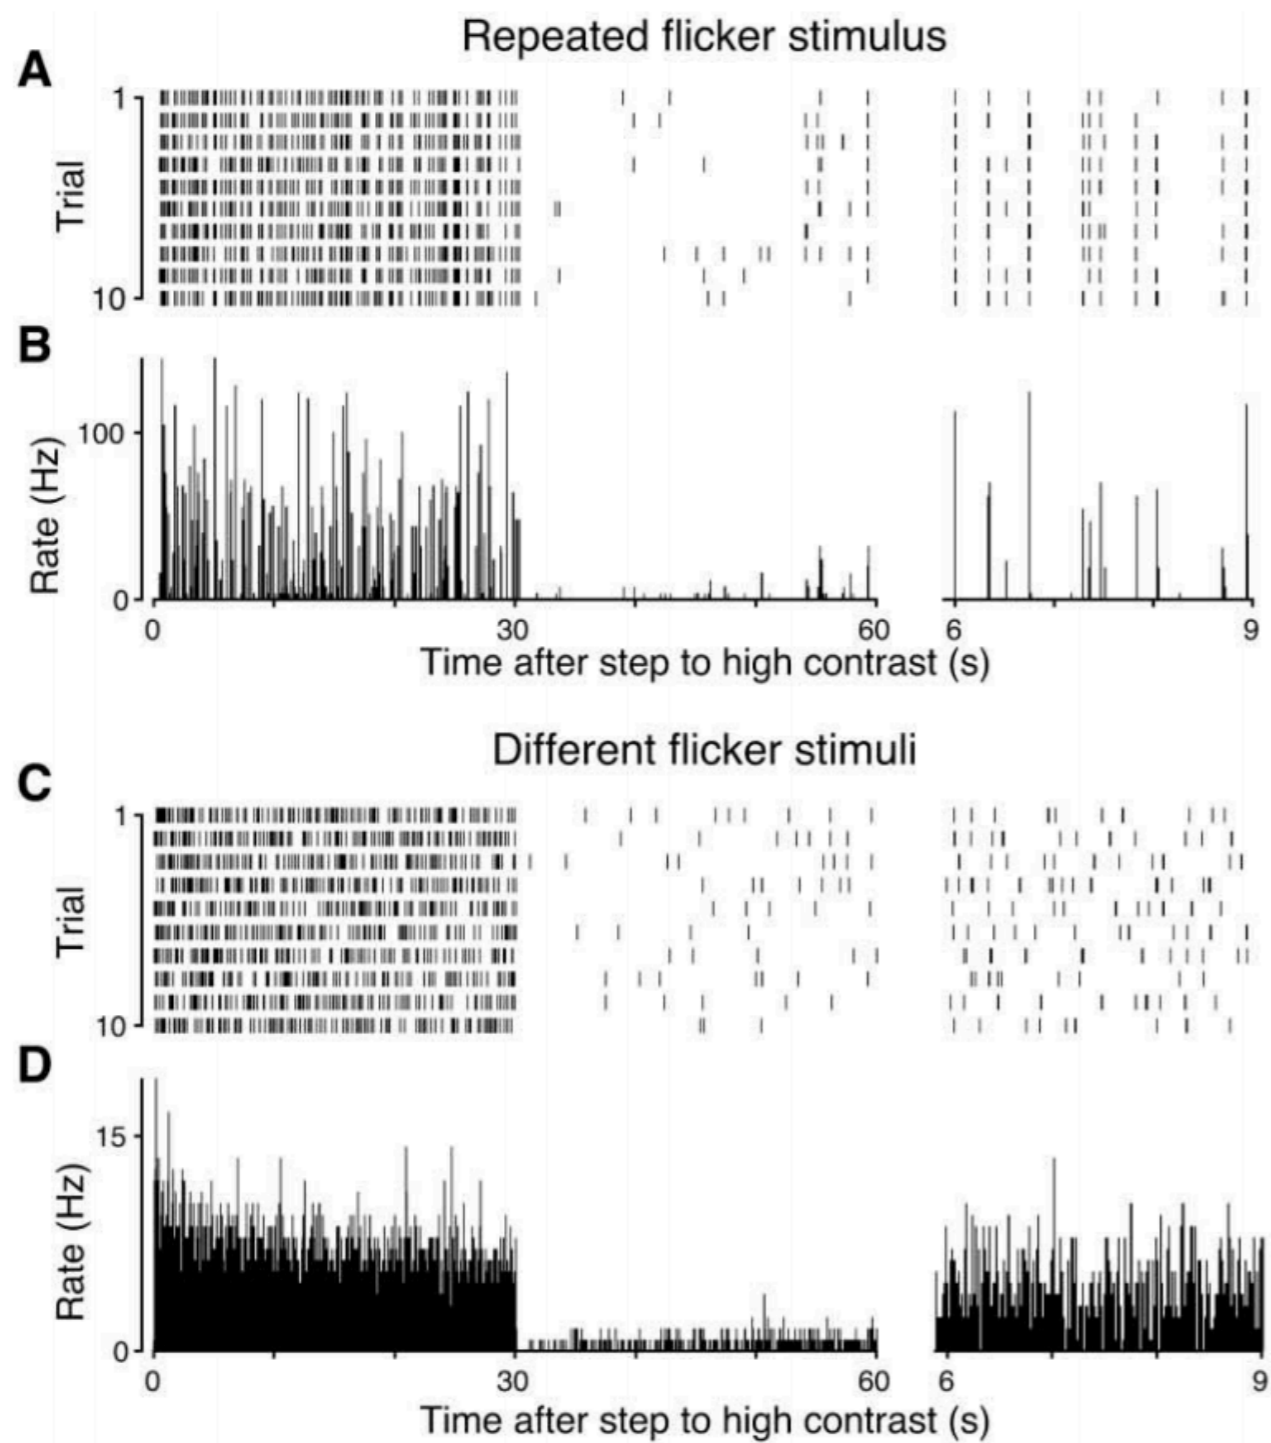 Repeated flicker stimulus
A
1
Trial
10
B
100
Rate (Hz)
0
0 30 60 6 9
Time after step to high contrast (s)
Different flicker stimuli
C
1
Trial
10
D
15
Rate (Hz)
0
0 30 60 6 9
Time after step to high contrast (s)